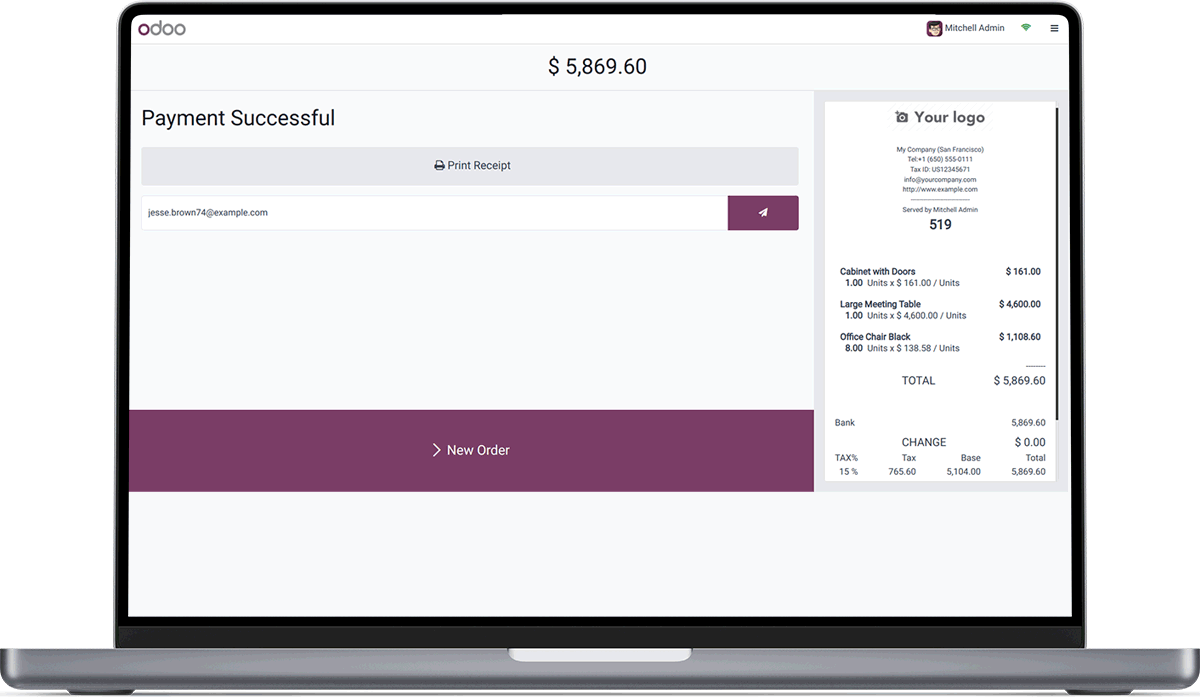 odoo
Mitchell Admin
$ 5,869.60
Payment Successful
Print Receipt
jesse.brown74@example.com
New Order
Your logo
My Company (San Francisco)
Tel:+1 (650) 555-0111
Tax ID: US12345671
info@yourcompany.com
http://www.example.com
--------------------------------
Served by Mitchell Admin
519
Cabinet with Doors $ 161.00
1.00 Units x $ 161.00 / Units
Large Meeting Table $ 4,600.00
1.00 Units x $ 4,600.00 / Units
Office Chair Black $ 1,108.60
8.00 Units x $ 138.58 / Units
--------
TOTAL $ 5,869.60
Bank 5,869.60
CHANGE $ 0.00
TAX% Tax Base Total
15 % 765.60 5,104.00 5,869.60